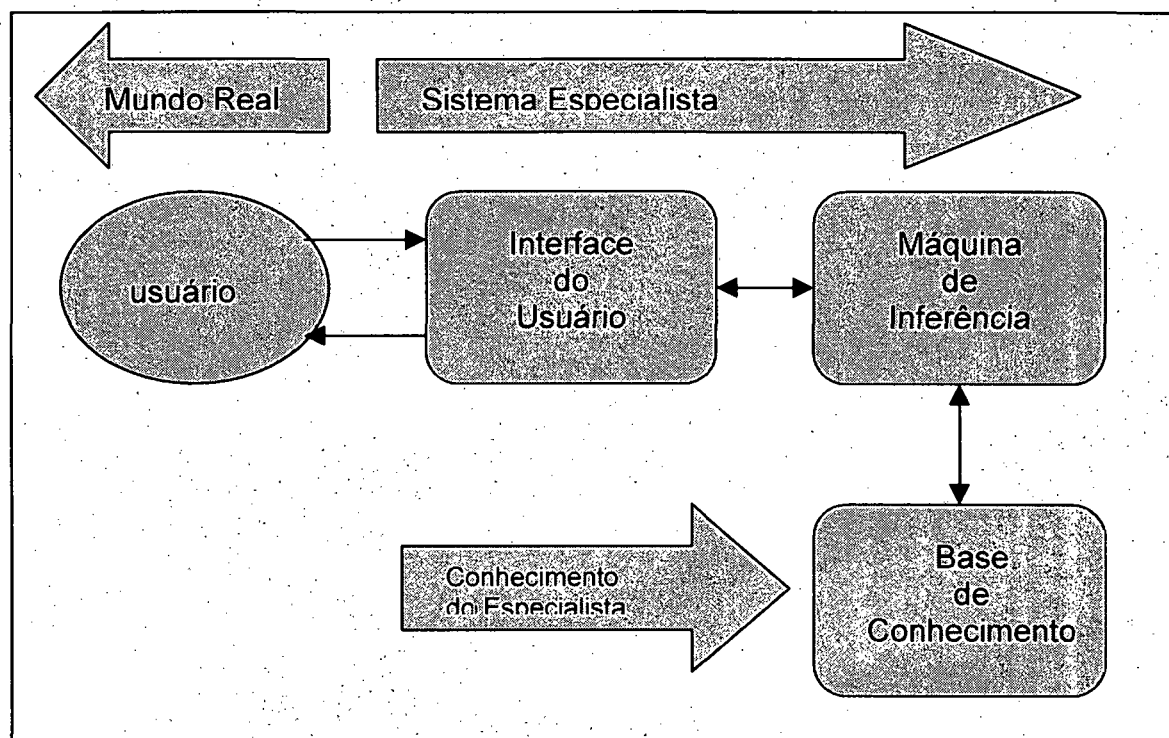 Mundo Real
Sistema Especialista
usuário
Interface
do
Usuário
Máquina
de
Inferência
Conhecimento
do Especialista
Base
de
Conhecimento